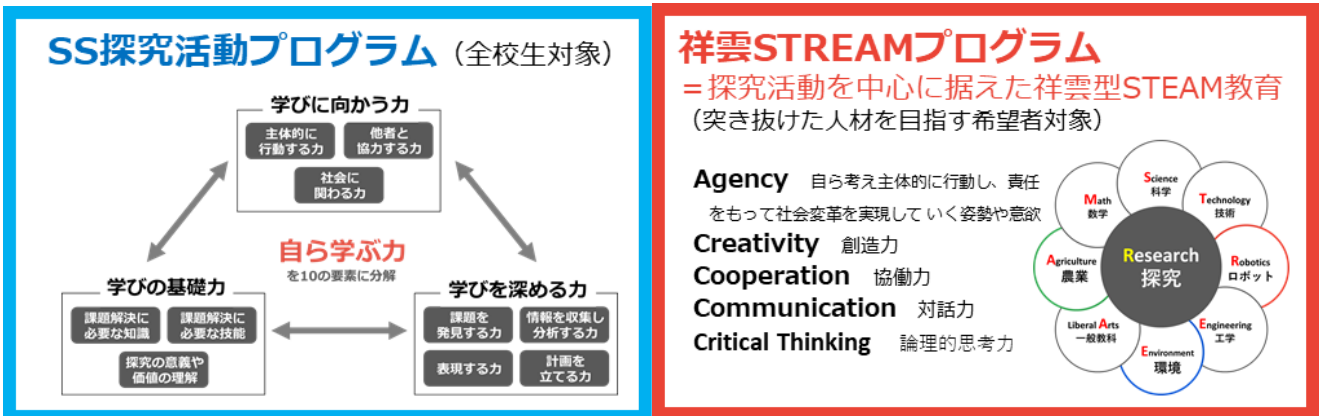 SS探究活動プログラム（全校生対象）
学びに向かう力
主体的に
行動する力
他者と
協力する力
社会に
関わる力
自ら学ぶ力
を10の要素に分解
学びの基礎力
課題解決に
必要な知識
課題解決に
必要な技能
探究の意義や
価値の理解
学びを深める力
課題を
発見する力
情報を収集し
分析する力
表現する力
計画を
立てる力
祥雲STREAMプログラム
＝探究活動を中心に据えた祥雲型STEAM教育
（突き抜けた人材を目指す希望者対象）
Agency 自ら考え主体的に行動し、責任
をもって社会変革を実現して いく姿勢や意欲
Creativity 創造力
Cooperation 協働力
Communication 対話力
Critical Thinking 論理的思考力
Science
科学
Technology
技術
Robotics
ロボット
Engineering
工学
Environment
環境
Liberal Arts
一般教科
Agriculture
農業
Math
数学
Research
探究